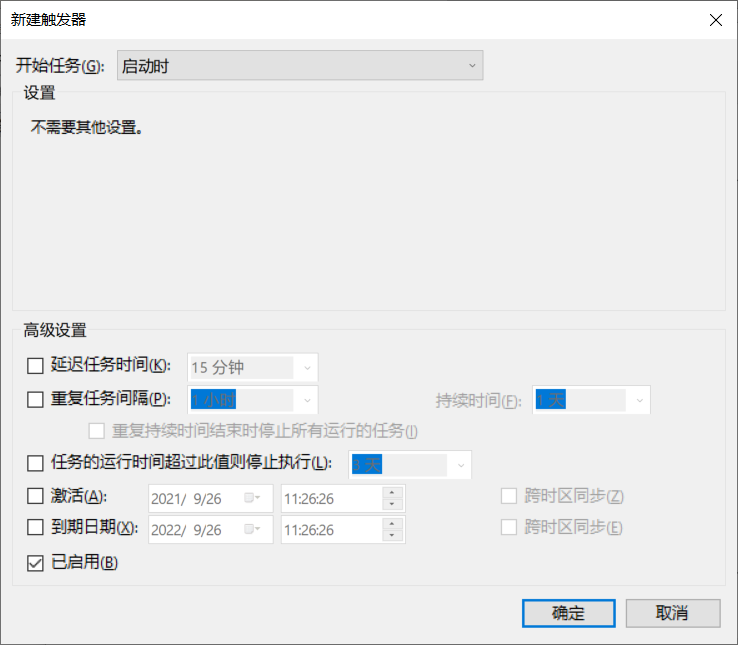 新建触发器
开始任务(G): 启动时
设置
不需要其他设置。
高级设置
延迟任务时间(K): 15 分钟
重复任务间隔(P): 1 小时 持续时间(F): 1 天
重复持续时间结束时停止所有运行的任务(I)
任务的运行时间超过此值则停止执行(L): 3 天
激活(A): 2021/ 9/26 11:26:26 跨时区同步(Z)
到期日期(X): 2022/ 9/26 11:26:26 跨时区同步(E)
已启用(B)
确定 取消